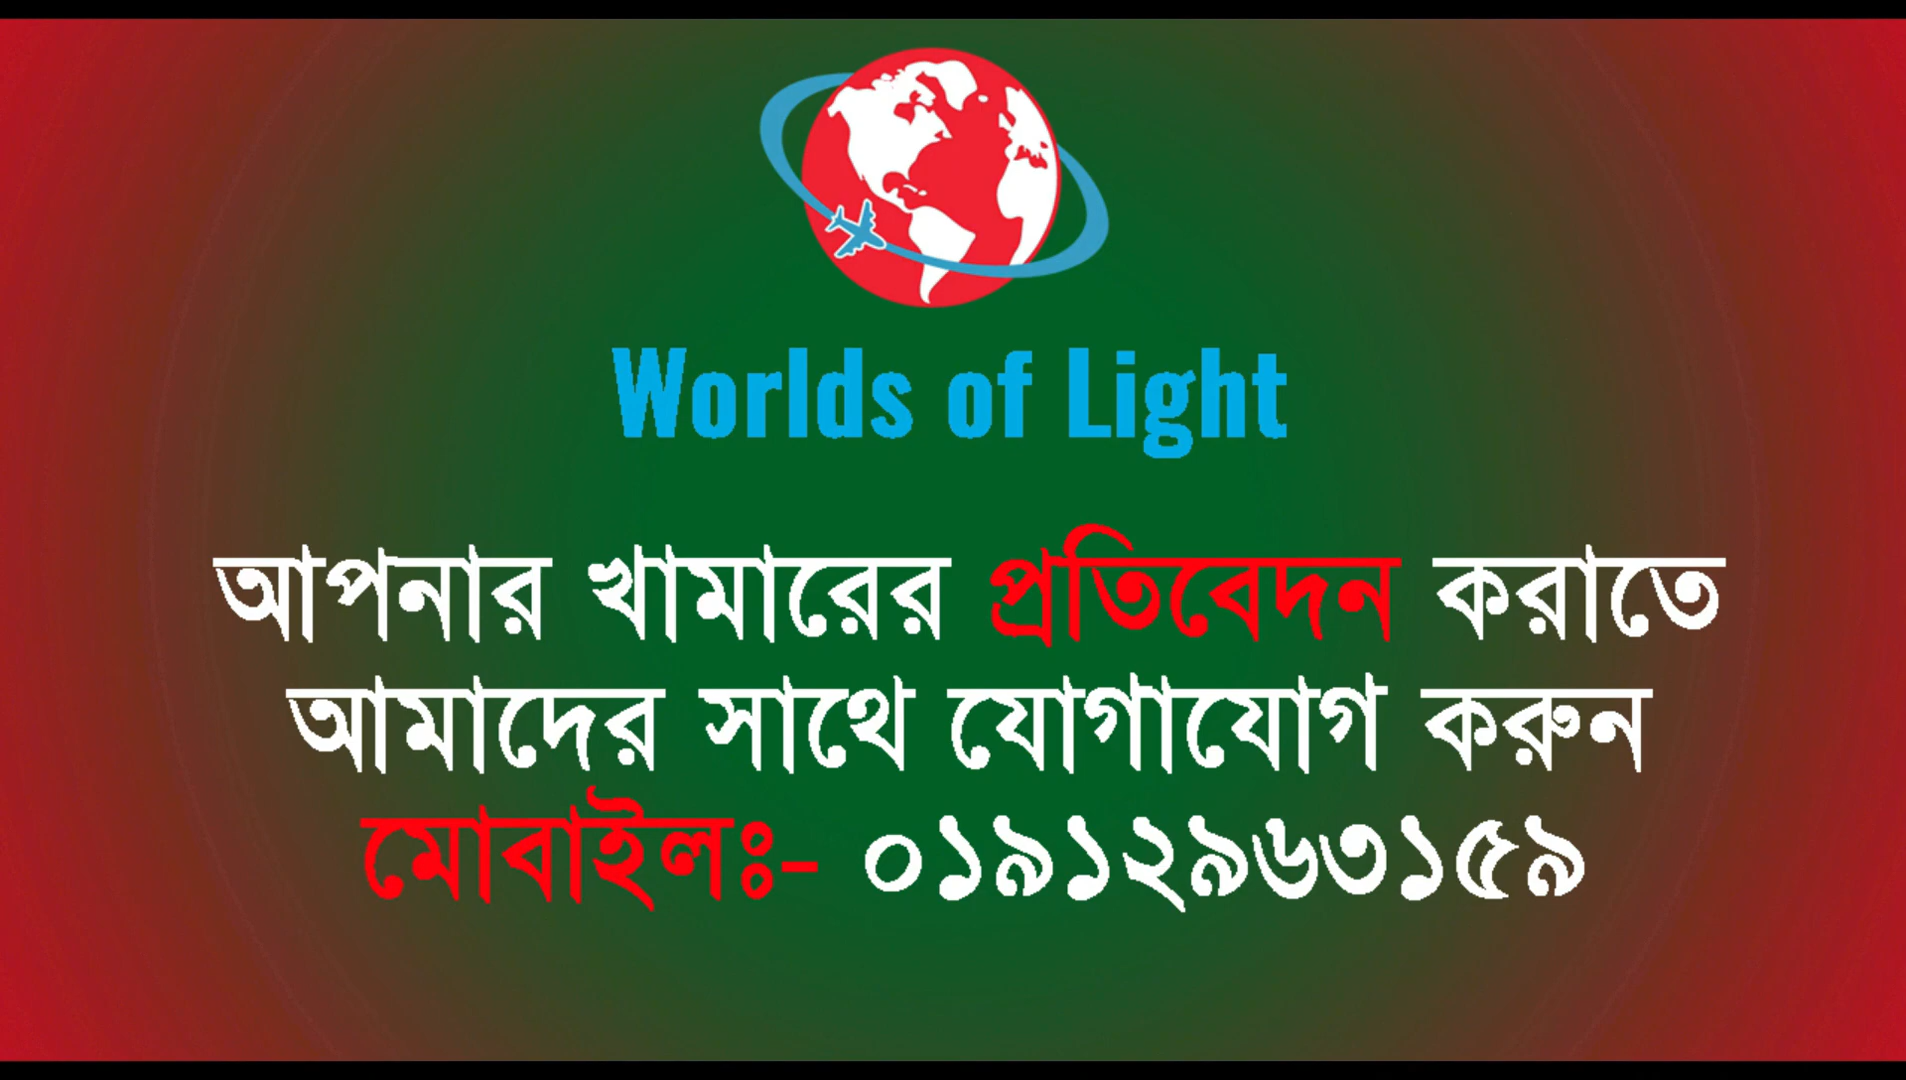 Worlds of Light
আপনার খামারের প্রতিবেদন করাতে
আমাদের সাথে যোগাযোগ করুন
মোবাইলঃ- ০১৯১২৯৬৩১৫৯